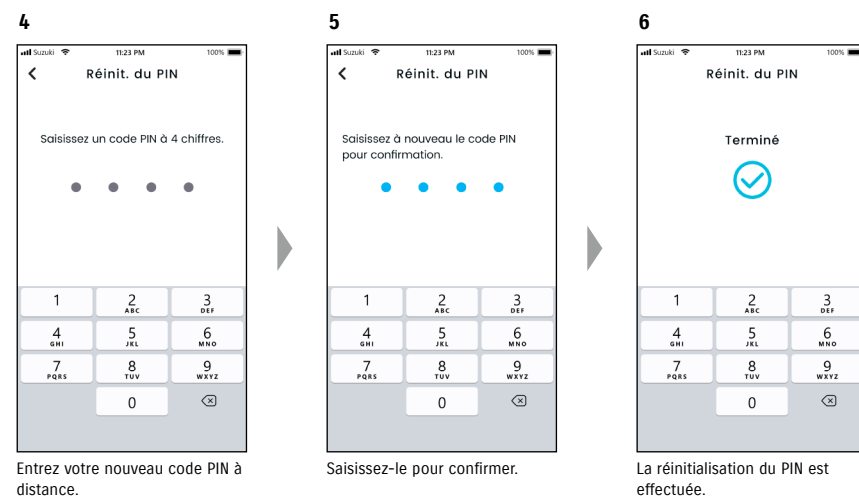 4
Suzuki 11:23 PM 100%
Réinit. du PIN
Saisissez un code PIN à 4 chiffres.
1 2 3
ABC DEF
4 5 6
GHI JKL MNO
7 8 9
PQRS TUV WXYZ
0
Entrez votre nouveau code PIN à
distance.
5
Suzuki 11:23 PM 100%
Réinit. du PIN
Saisissez à nouveau le code PIN
pour confirmation.
1 2 3
ABC DEF
4 5 6
GHI JKL MNO
7 8 9
PQRS TUV WXYZ
0
Saisissez-le pour confirmer.
6
Suzuki 11:23 PM 100%
Réinit. du PIN
Terminé
1 2 3
ABC DEF
4 5 6
GHI JKL MNO
7 8 9
PQRS TUV WXYZ
0
La réinitialisation du PIN est
effectuée.